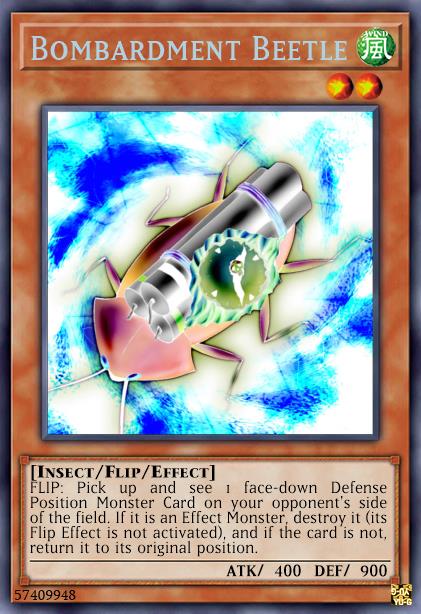 BOMBARDMENT BEETLE
WIND
風
[INSECT/FLIP/EFFECT]
FLIP: Pick up and see 1 face-down Defense
Position Monster Card on your opponent's side
of the field. If it is an Effect Monster, destroy it (its
Flip Effect is not activated), and if the card is not,
return it to its original position.
ATK/ 400 DEF/ 900
57409948